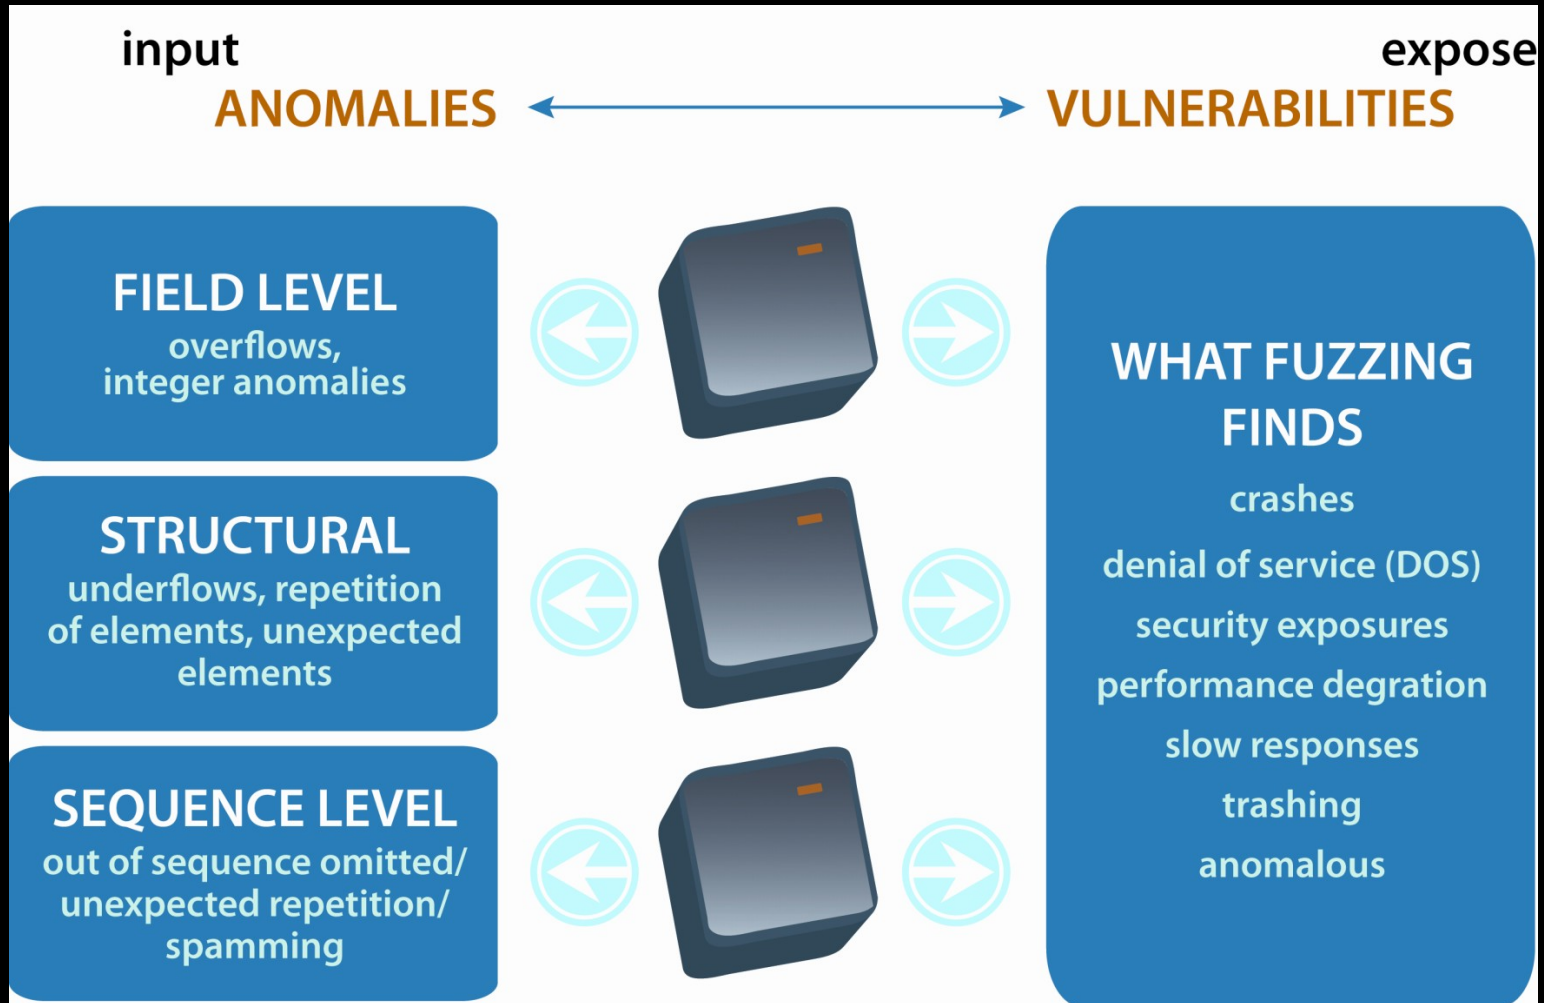 input
ANOMALIES
expose
VULNERABILITIES
FIELD LEVEL
overflows,
integer anomalies
STRUCTURAL
underflows, repetition
of elements, unexpected
elements
SEQUENCE LEVEL
out of sequence omitted/
unexpected repetition/
spamming
WHAT FUZZING
FINDS
crashes
denial of service (DOS)
security exposures
performance degration
slow responses
trashing
anomalous